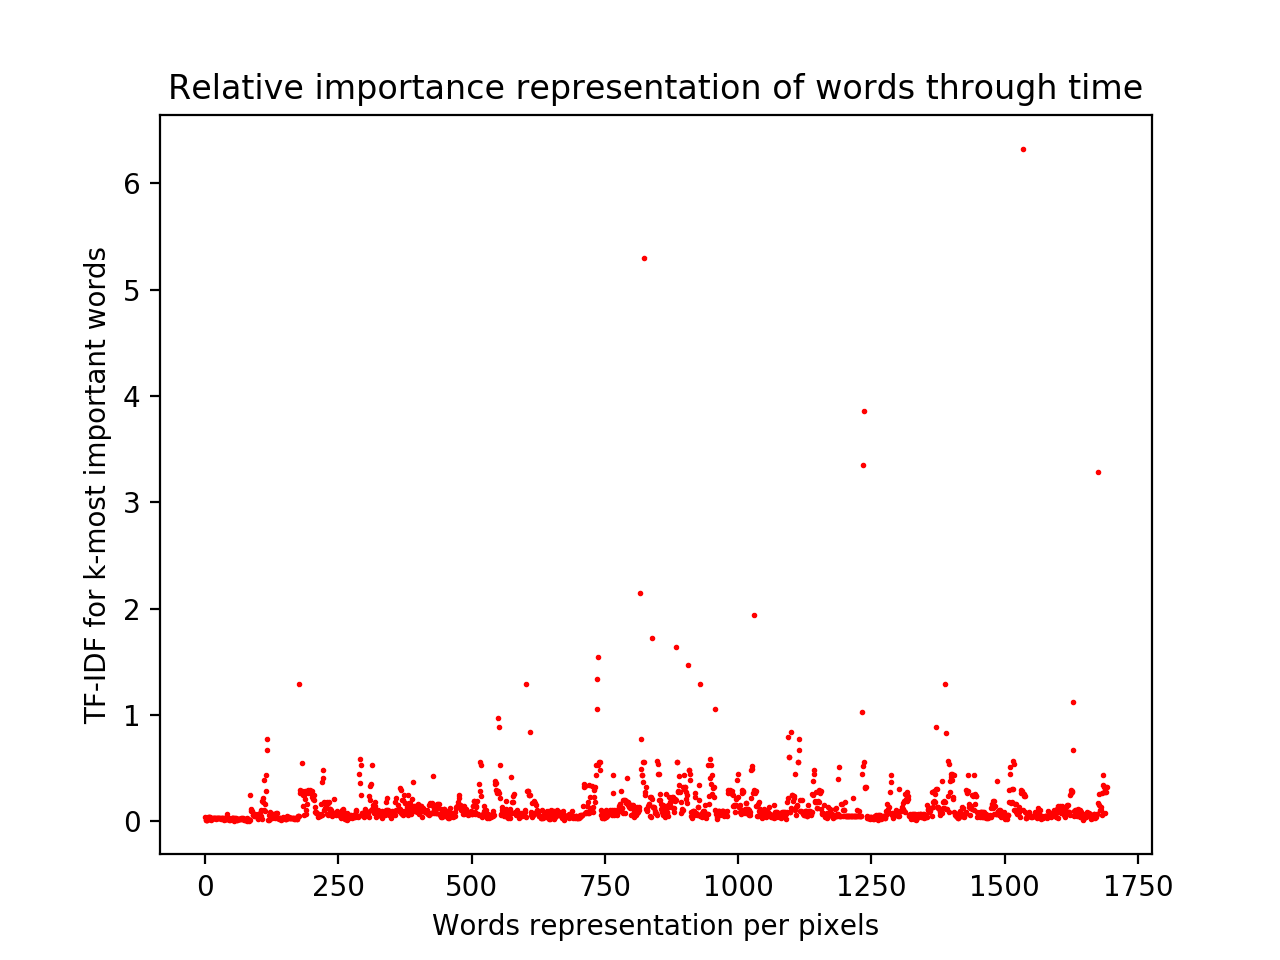 Relative importance representation of words through time
TF-IDF for k-most important words
6
5
4
3
2
1
0
0 250 500 750 1000 1250 1500 1750
Words representation per pixels